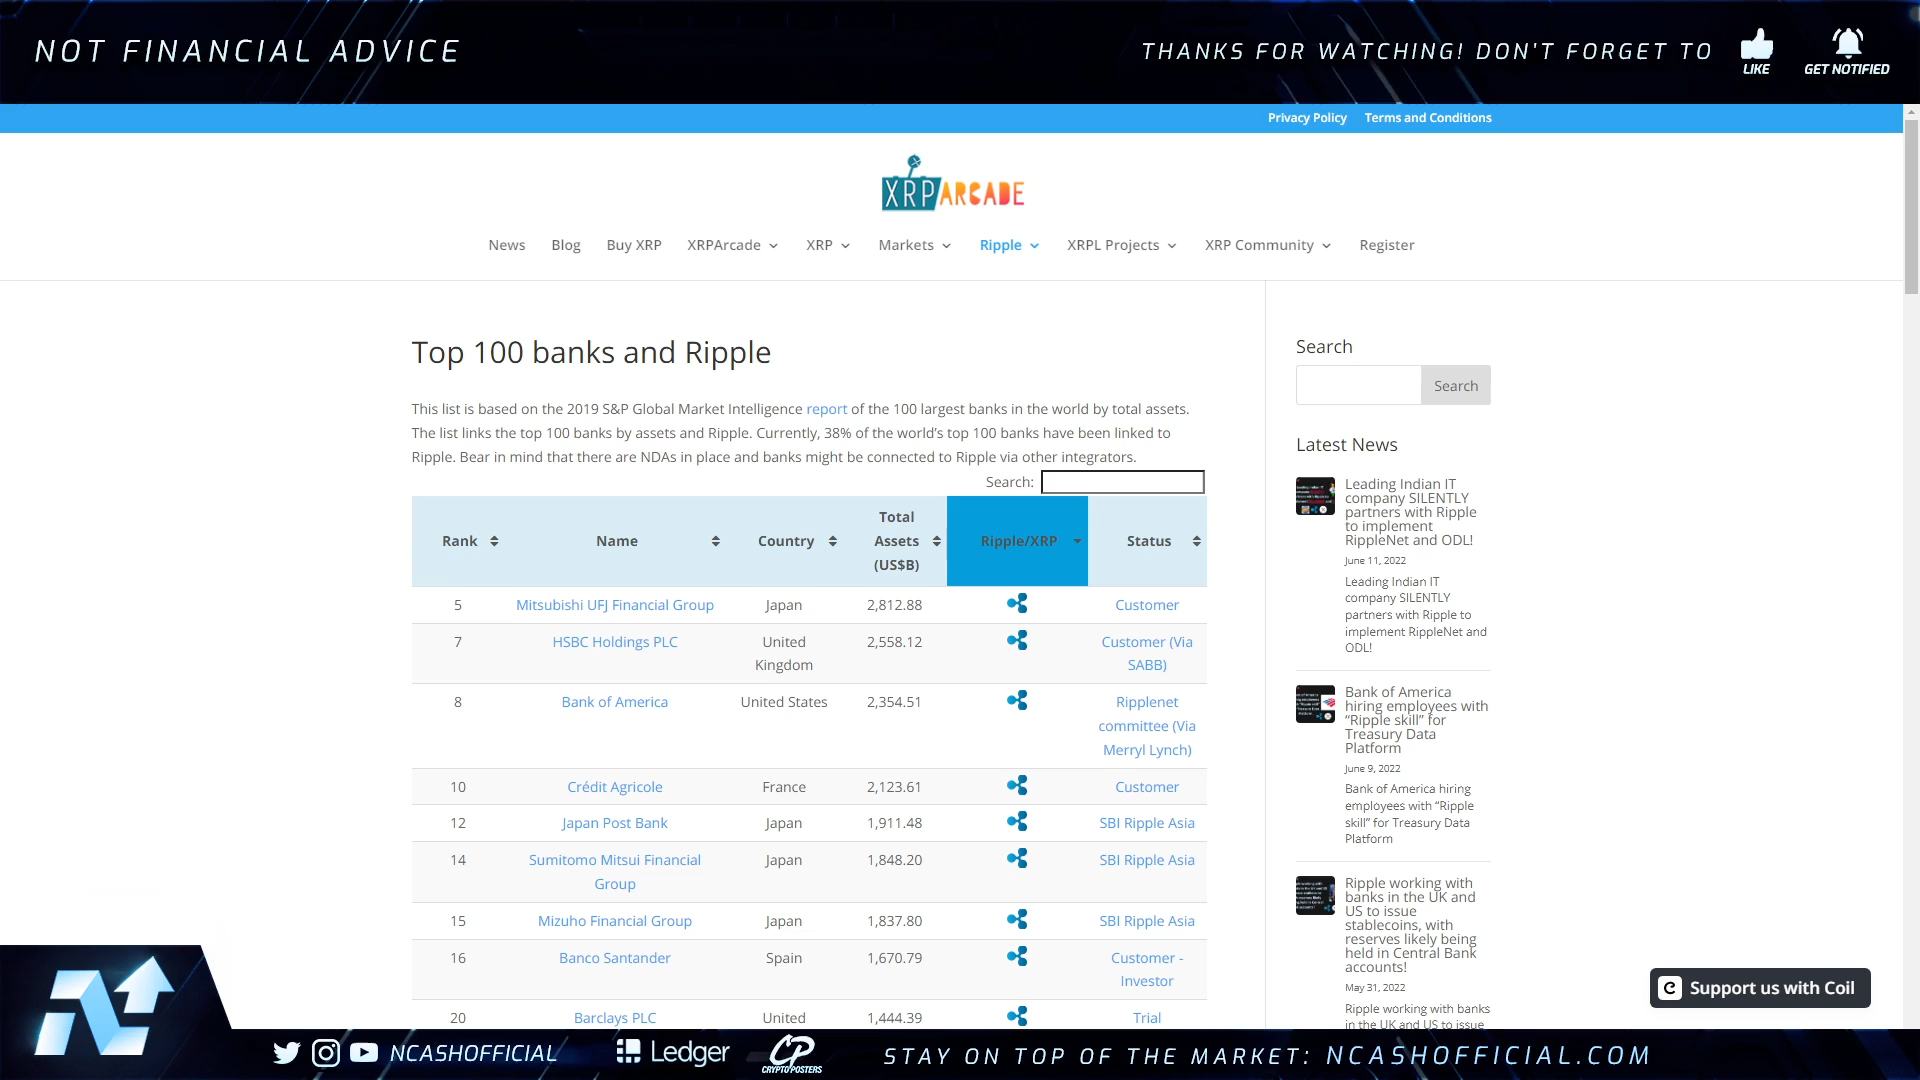 NOT FINANCIAL ADVICE
THANKS FOR WATCHING! DON'T FORGET TO
LIKE
GET NOTIFIED
Privacy Policy Terms and Conditions
XRPARCADE
News Blog Buy XRP XRPArcade XRP Markets Ripple XRPL Projects XRP Community Register
Top 100 banks and Ripple
This list is based on the 2019 S&P Global Market Intelligence report of the 100 largest banks in the world by total assets.
The list links the top 100 banks by assets and Ripple. Currently, 38% of the world's top 100 banks have been linked to
Ripple. Bear in mind that there are NDAs in place and banks might be connected to Ripple via other integrators.
Search:
Rank Name Country Total Assets (US$B) Ripple/XRP Status
5 Mitsubishi UFJ Financial Group Japan 2,812.88 Customer
7 HSBC Holdings PLC United Kingdom 2,558.12 Customer (Via SABB)
8 Bank of America United States 2,354.51 Ripplenet committee (Via Merryl Lynch)
10 Crédit Agricole France 2,123.61 Customer
12 Japan Post Bank Japan 1,911.48 SBI Ripple Asia
14 Sumitomo Mitsui Financial Group Japan 1,848.20 SBI Ripple Asia
15 Mizuho Financial Group Japan 1,837.80 SBI Ripple Asia
16 Banco Santander Spain 1,670.79 Customer - Investor
20 Barclays PLC United 1,444.39 Trial
Search
Search
Latest News
Leading Indian IT
company SILENTLY
partners with Ripple
to implement
RippleNet and ODL!
June 11, 2022
Leading Indian IT
company SILENTLY
partners with Ripple to
implement RippleNet and
ODL!
Bank of America
hiring employees with
“Ripple skill” for
Treasury Data
Platform
June 9, 2022
Bank of America hiring
employees with “Ripple
skill” for Treasury Data
Platform
Ripple working with
banks in the UK and
US to issue
stablecoins, with
reserves likely being
held in Central Bank
accounts!
May 31, 2022
Ripple working with banks
in the UK and US to issue
Support us with Coil
NCASHOFFICIAL
Ledger
CP
CRYPTOPOSTERS
STAY ON TOP OF THE MARKET: NCASHOFFICIAL.COM